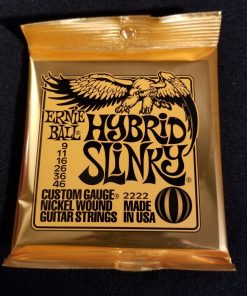 ERNIE BALL
HYBRID
SLINKY
9
11
16
26
36
46
CUSTOM GAUGE® 2222
NICKEL WOUND MADE
GUITAR STRINGS IN USA